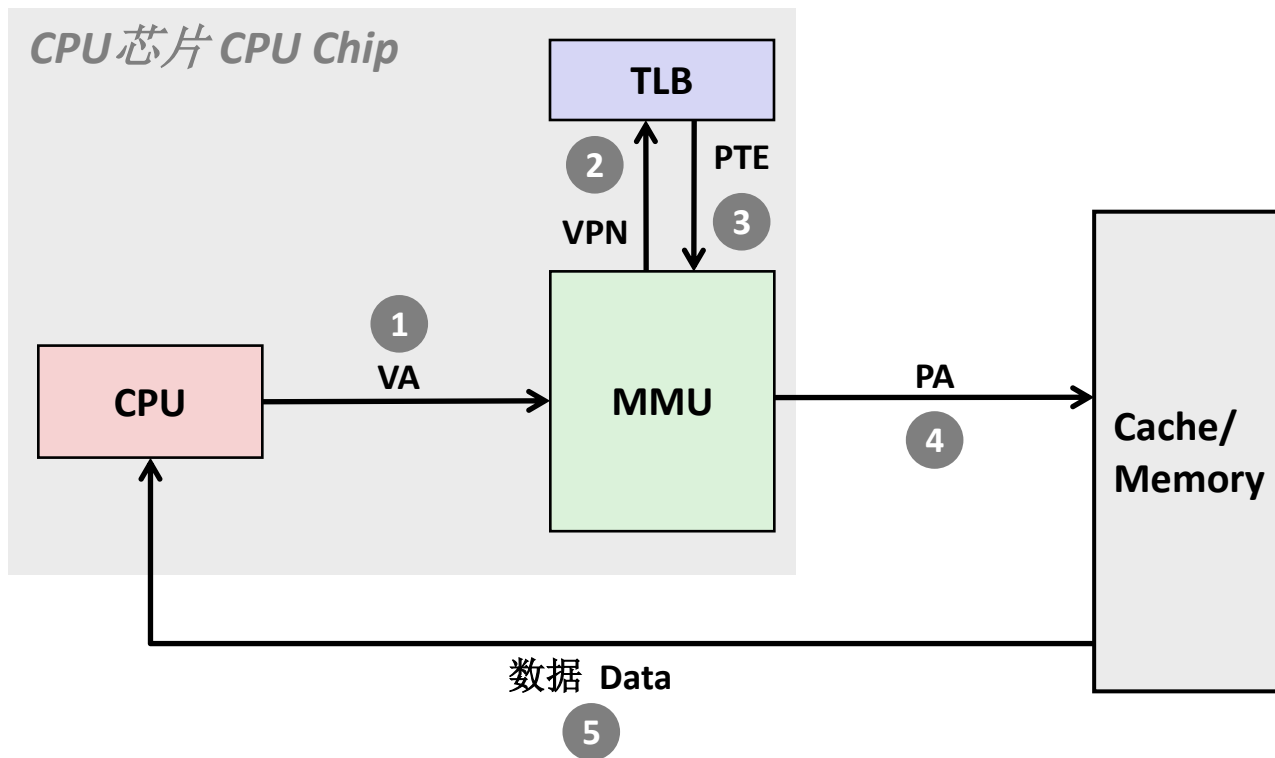 CPU芯片 CPU Chip
TLB
2
PTE
VPN
3
1
VA
CPU
MMU
PA
4
Cache/
Memory
数据 Data
5